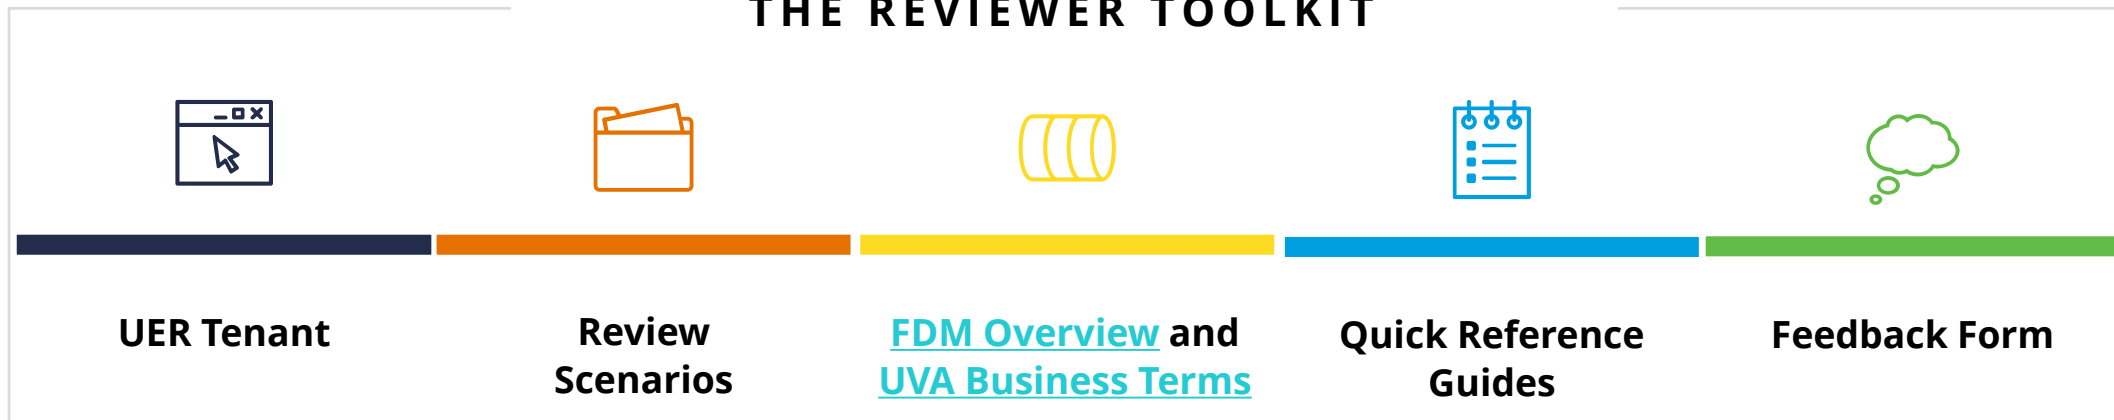 THE REVIEWER TOOLKIT
UER Tenant
Review
Scenarios
FDM Overview and
UVA Business Terms
Quick Reference
Guides
Feedback Form